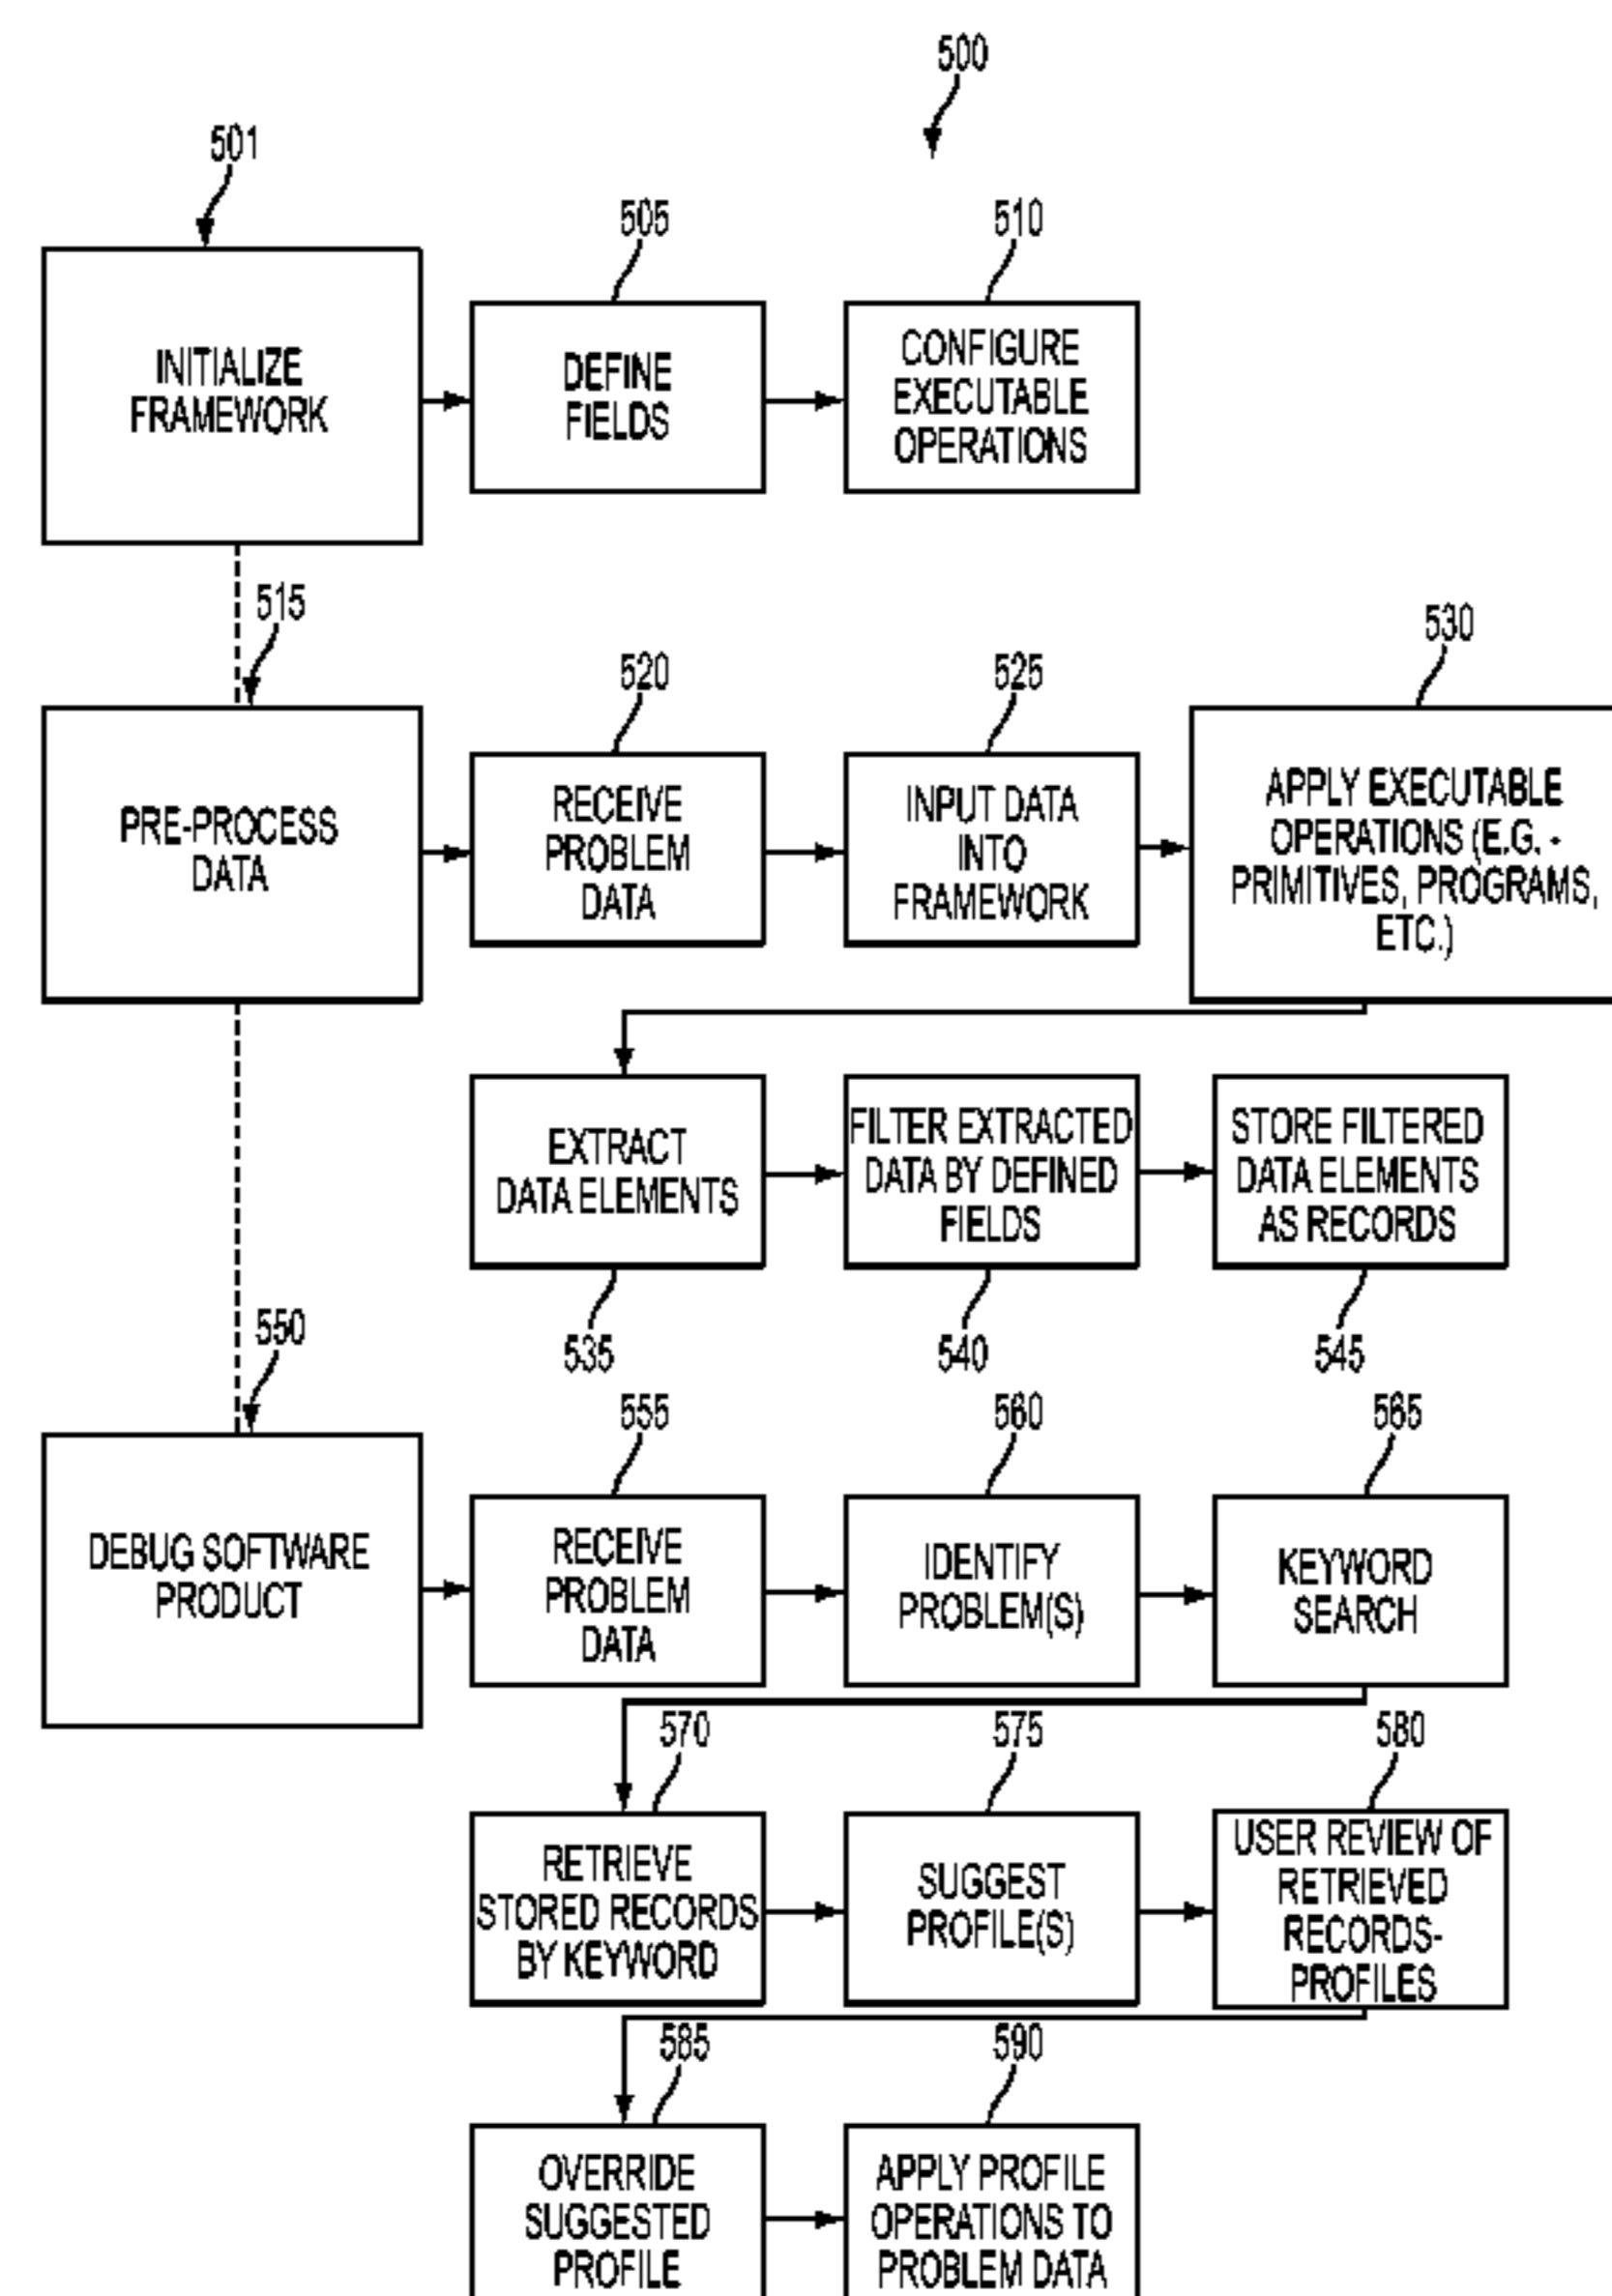 500
501
505
510
INITIALIZE
FRAMEWORK
DEFINE
FIELDS
CONFIGURE
EXECUTABLE
OPERATIONS
515
520
525
530
PRE-PROCESS
DATA
RECEIVE
PROBLEM
DATA
INPUT DATA
INTO
FRAMEWORK
APPLY EXECUTABLE
OPERATIONS (E.G. -
PRIMITIVES, PROGRAMS,
ETC.)
EXTRACT
DATA ELEMENTS
FILTER EXTRACTED
DATA BY DEFINED
FIELDS
STORE FILTERED
DATA ELEMENTS
AS RECORDS
535
540
545
550
555
560
565
DEBUG SOFTWARE
PRODUCT
RECEIVE
PROBLEM
DATA
IDENTIFY
PROBLEM(S)
KEYWORD
SEARCH
570
575
580
RETRIEVE
STORED RECORDS
BY KEYWORD
SUGGEST
PROFILE(S)
USER REVIEW OF
RETRIEVED
RECORDS-
PROFILES
585
590
OVERRIDE
SUGGESTED
PROFILE
APPLY PROFILE
OPERATIONS TO
PROBLEM DATA